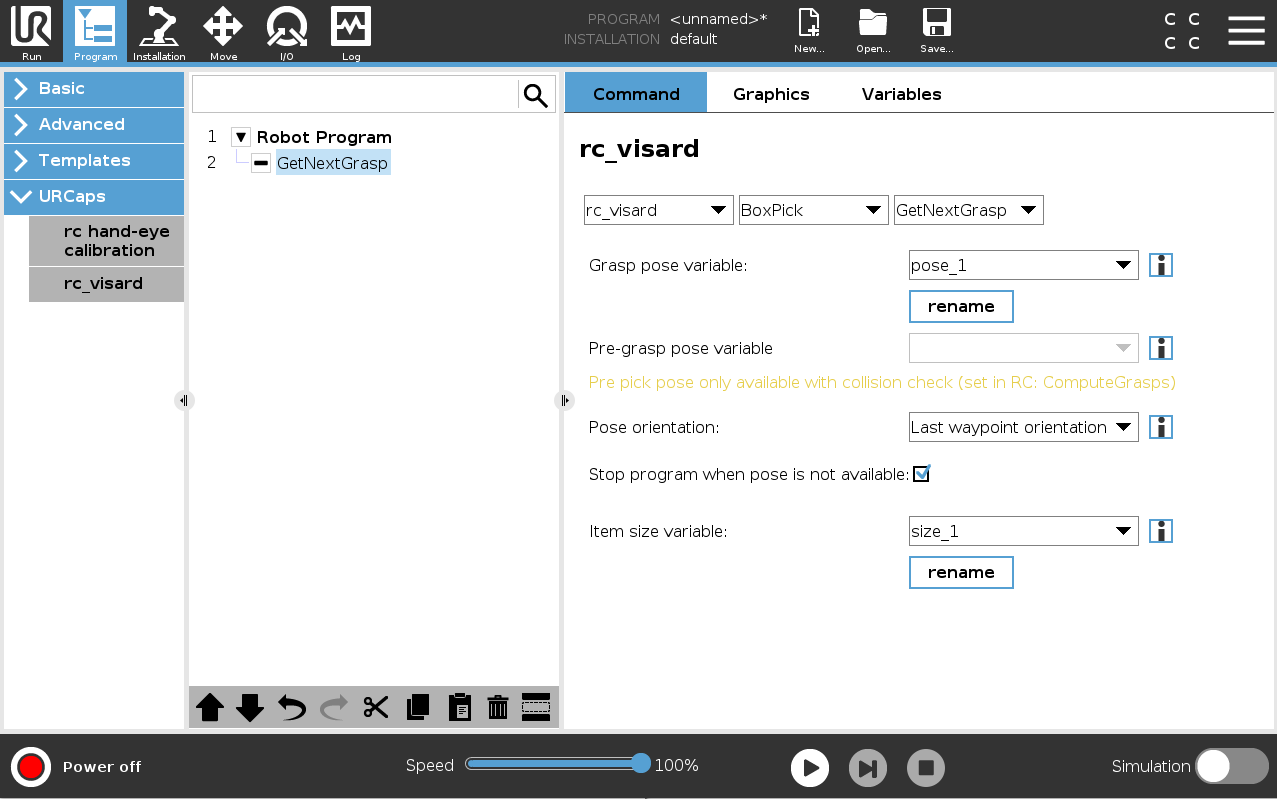 PROGRAM <unnamed>*
INSTALLATION default
C C
C C
UR
Run Program Installation Move I/O Log New... Open... Save...
Basic
Advanced
Templates
URCaps
rc hand-eye
calibration
rc_visard
1 Robot Program
2 GetNextGrasp
Command Graphics Variables
rc_visard
rc_visard BoxPick GetNextGrasp
Grasp pose variable: pose_1
rename
Pre-grasp pose variable
Pre pick pose only available with collision check (set in RC: ComputeGrasps)
Pose orientation: Last waypoint orientation
Stop program when pose is not available:
Item size variable: size_1
rename
Power off Speed 100% Simulation